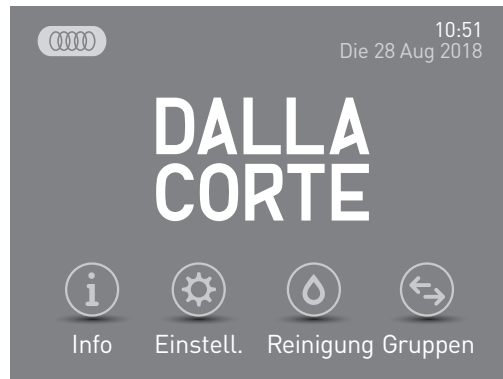 10:51
Die 28 Aug 2018
DALLA
CORTE
Info Einstell. Reinigung Gruppen